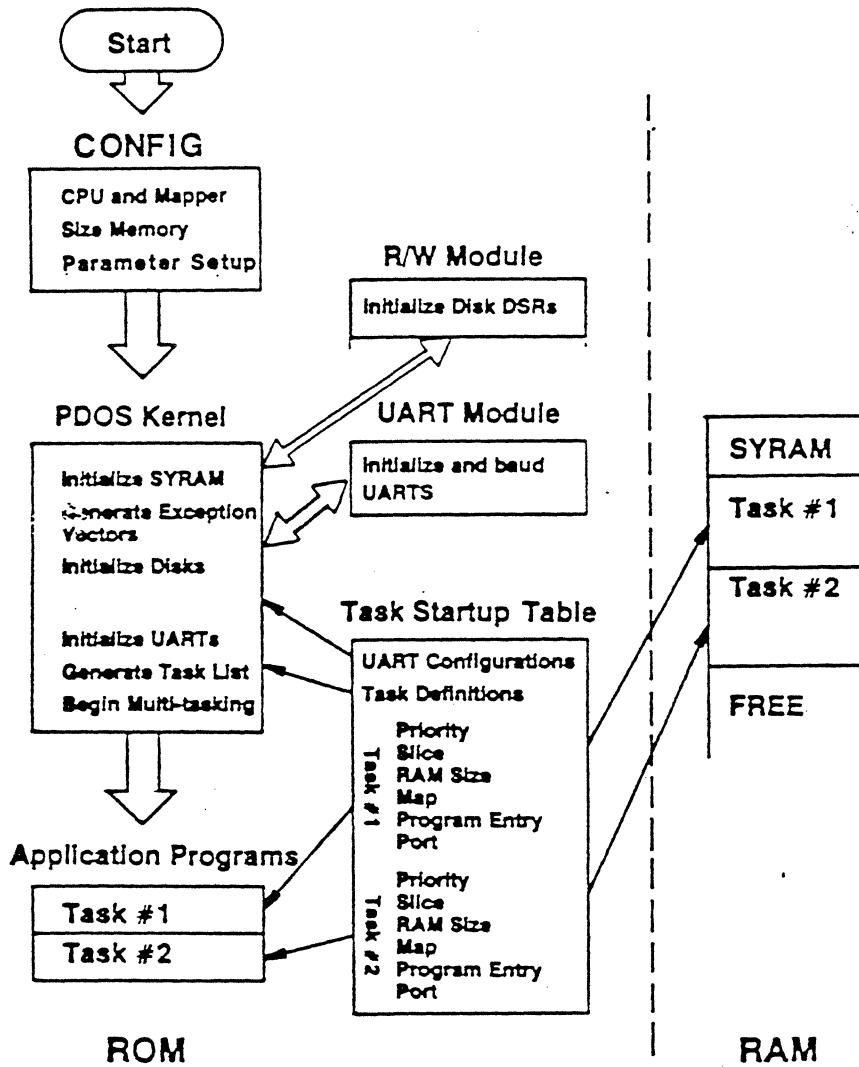 Start
CONFIG
CPU and Mapper
Size Memory
Parameter Setup
R/W Module
Initialize Disk DSRs
PDOS Kernel
Initialize SYRAM
Generate Exception
Vectors
Initialize Disks
Initialize UARTs
Generate Task List
Begin Multi-tasking
UART Module
Initialize and baud
UARTS
Task Startup Table
UART Configurations
Task Definitions
Task #1
Priority
Slice
RAM Size
Map
Program Entry
Port
Task #2
Priority
Slice
RAM Size
Map
Program Entry
Port
Application Programs
Task #1
Task #2
ROM
SYRAM
Task #1
Task #2
FREE
RAM